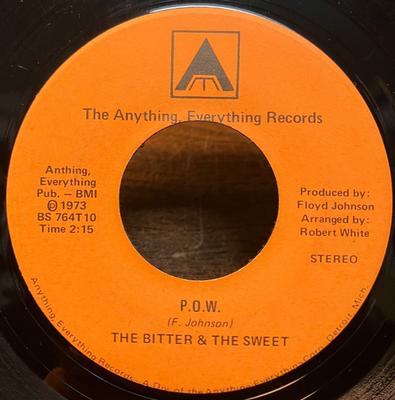 The Anything, Everything Records
Anthing,
Everything
Pub. – BMI
℗ 1973
BS 764T10
Time 2:15
Produced by:
Floyd Johnson
Arranged by:
Robert White
STEREO
P.O.W.
(F. Johnson)
THE BITTER & THE SWEET
Anything, Everything Records, A Div. of the Anything, Everything Corp. Detroit, Mich.